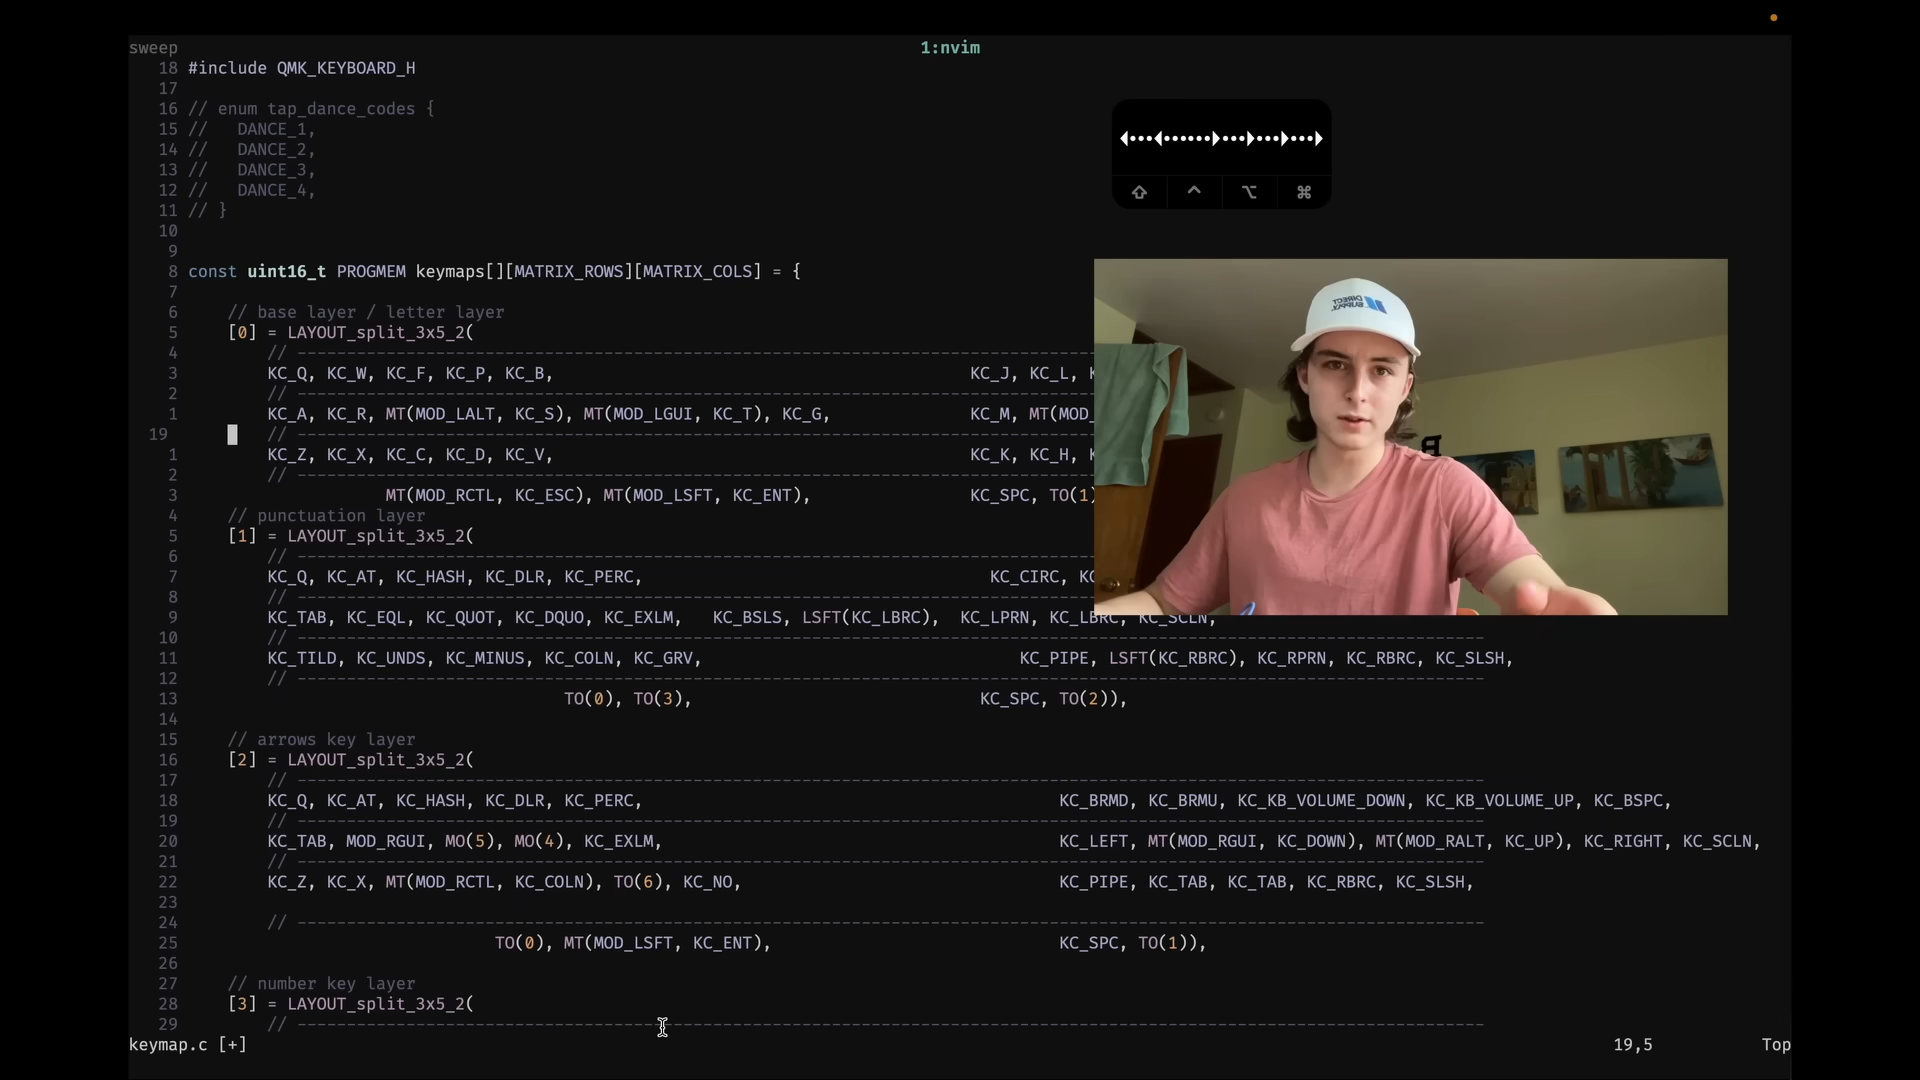 sweep 1:nvim
18 #include QMK_KEYBOARD_H
17
16 // enum tap_dance_codes {
15 //   DANCE_1,
14 //   DANCE_2,
13 //   DANCE_3,
12 //   DANCE_4,
11 // }
10
9
8 const uint16_t PROGMEM keymaps[][MATRIX_ROWS][MATRIX_COLS] = {
7
6 // base layer / letter layer
5 [0] = LAYOUT_split_3x5_2(
4 // ------------------------------------------------------------
3 KC_Q, KC_W, KC_F, KC_P, KC_B, KC_J, KC_L,
2 // ------------------------------------------------------------
1 KC_A, KC_R, MT(MOD_LALT, KC_S), MT(MOD_LGUI, KC_T), KC_G, KC_M, MT(MOD_
19 // ------------------------------------------------------------
1 KC_Z, KC_X, KC_C, KC_D, KC_V, KC_K, KC_H,
2 // ------------------------------------------------------------
3 MT(MOD_RCTL, KC_ESC), MT(MOD_LSFT, KC_ENT), KC_SPC, TO(1)
4 // punctuation layer
5 [1] = LAYOUT_split_3x5_2(
6 // ------------------------------------------------------------
7 KC_Q, KC_AT, KC_HASH, KC_DLR, KC_PERC, KC_CIRC,
8 // ------------------------------------------------------------
9 KC_TAB, KC_EQL, KC_QUOT, KC_DQUO, KC_EXLM, KC_BSLS, LSFT(KC_LBRC), KC_LPRN, KC_LBRC, KC_SCLN,
10 // ------------------------------------------------------------
11 KC_TILD, KC_UNDS, KC_MINUS, KC_COLN, KC_GRV, KC_PIPE, LSFT(KC_RBRC), KC_RPRN, KC_RBRC, KC_SLSH,
12 // ------------------------------------------------------------
13 TO(0), TO(3), KC_SPC, TO(2)),
14
15 // arrows key layer
16 [2] = LAYOUT_split_3x5_2(
17 // ------------------------------------------------------------
18 KC_Q, KC_AT, KC_HASH, KC_DLR, KC_PERC, KC_BRMD, KC_BRMU, KC_KB_VOLUME_DOWN, KC_KB_VOLUME_UP, KC_BSPC,
19 // ------------------------------------------------------------
20 KC_TAB, MOD_RGUI, MO(5), MO(4), KC_EXLM, KC_LEFT, MT(MOD_RGUI, KC_DOWN), MT(MOD_RALT, KC_UP), KC_RIGHT, KC_SCLN,
21 // ------------------------------------------------------------
22 KC_Z, KC_X, MT(MOD_RCTL, KC_COLN), TO(6), KC_NO, KC_PIPE, KC_TAB, KC_TAB, KC_RBRC, KC_SLSH,
23
24 // ------------------------------------------------------------
25 TO(0), MT(MOD_LSFT, KC_ENT), KC_SPC, TO(1)),
26
27 // number key layer
28 [3] = LAYOUT_split_3x5_2(
29 // ------------------------------------------------------------
keymap.c [+] 19,5 Top
DIRECT
SUPPLY